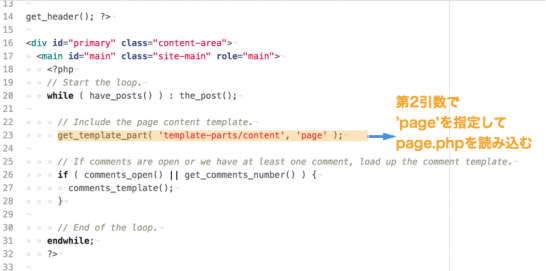 13
14 get_header(); ?>
15
16 <div id="primary" class="content-area">
17 <main id="main" class="site-main" role="main">
18 <?php
19 // Start the loop.
20 while ( have_posts() ) : the_post();
21
22 // Include the page content template.
23 get_template_part( 'template-parts/content', 'page' );
24
25 // If comments are open or we have at least one comment, load up the comment template.
26 if ( comments_open() || get_comments_number() ) {
27 comments_template();
28 }
29
30 // End of the loop.
31 endwhile;
32 ?>
33
第2引数で
'page'を指定して
page.phpを読み込む